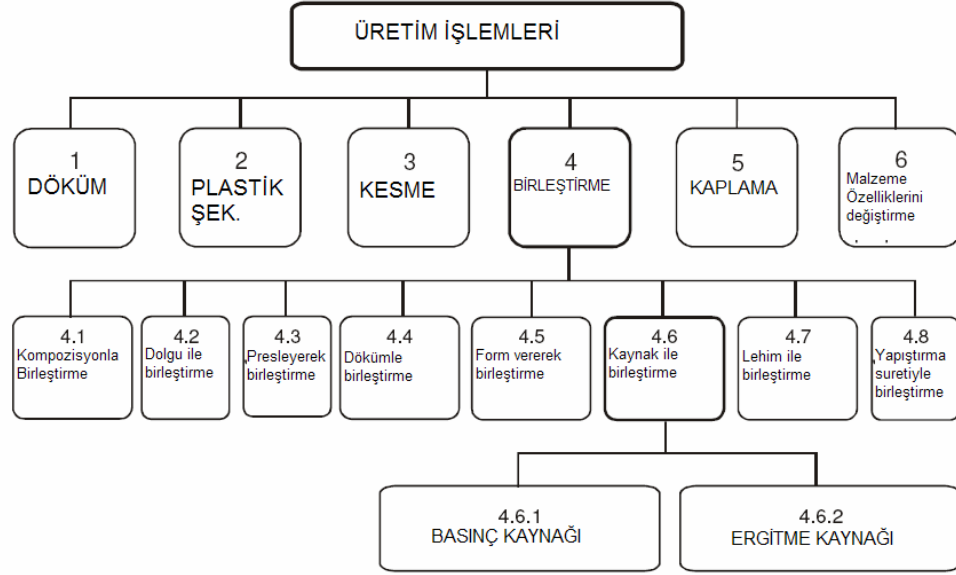 ÜRETİM İŞLEMLERİ
1
DÖKÜM
2
PLASTİK
ŞEK.
3
KESME
4
BİRLEŞTİRME
5
KAPLAMA
6
Malzeme
Özelliklerini
değiştirme
4.1
Kompozisyonla
Birleştirme
4.2
Dolgu ile
birleştirme
4.3
Presleyerek
birleştirme
4.4
Dökümle
birleştirme
4.5
Form vererek
birleştirme
4.6
Kaynak ile
birleştirme
4.7
Lehim ile
birleştirme
4.8
Yapıştırma
suretiyle
birleştirme
4.6.1
BASINÇ KAYNAĞI
4.6.2
ERGİTME KAYNAĞI